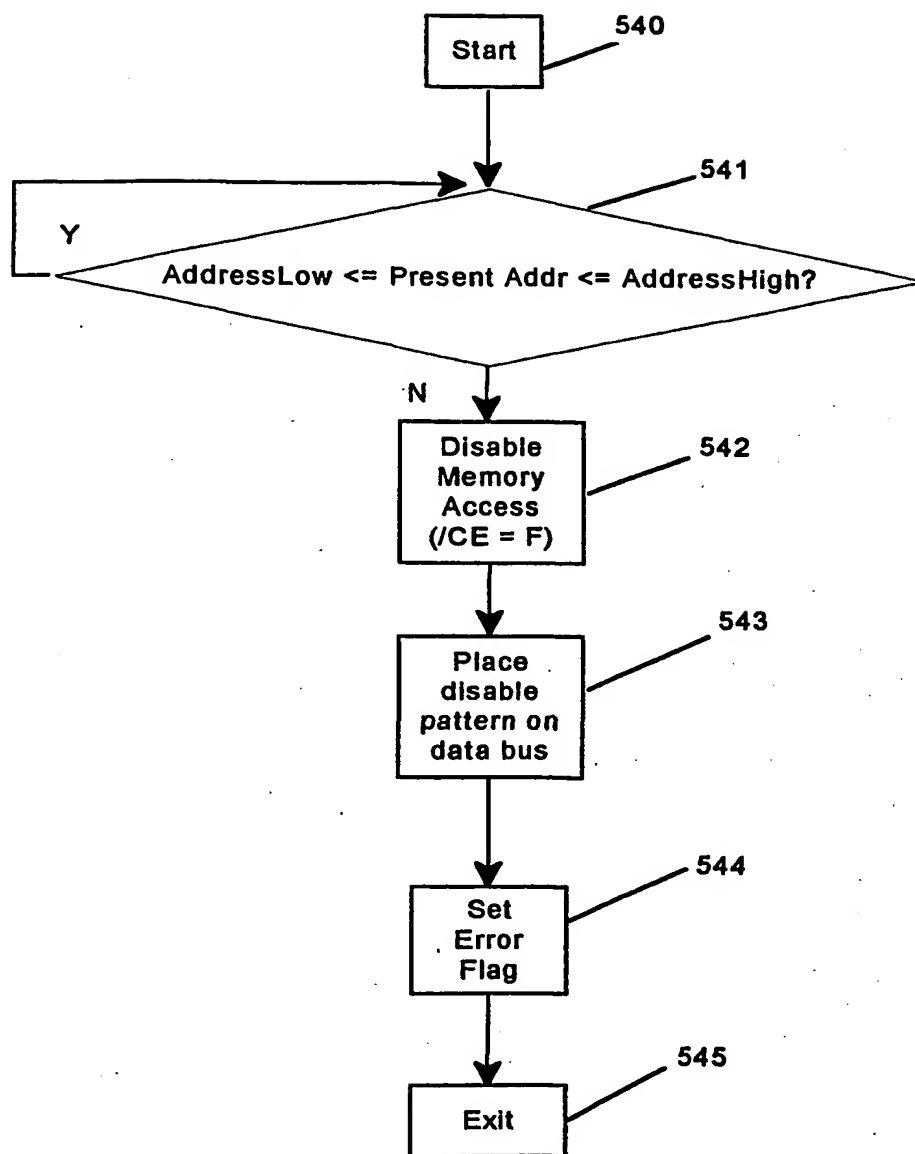 540
Start
541
Y
AddressLow <= Present Addr <= AddressHigh?
N
Disable
Memory
Access
(/CE = F)
542
Place
disable
pattern on
data bus
543
Set
Error
Flag
544
Exit
545